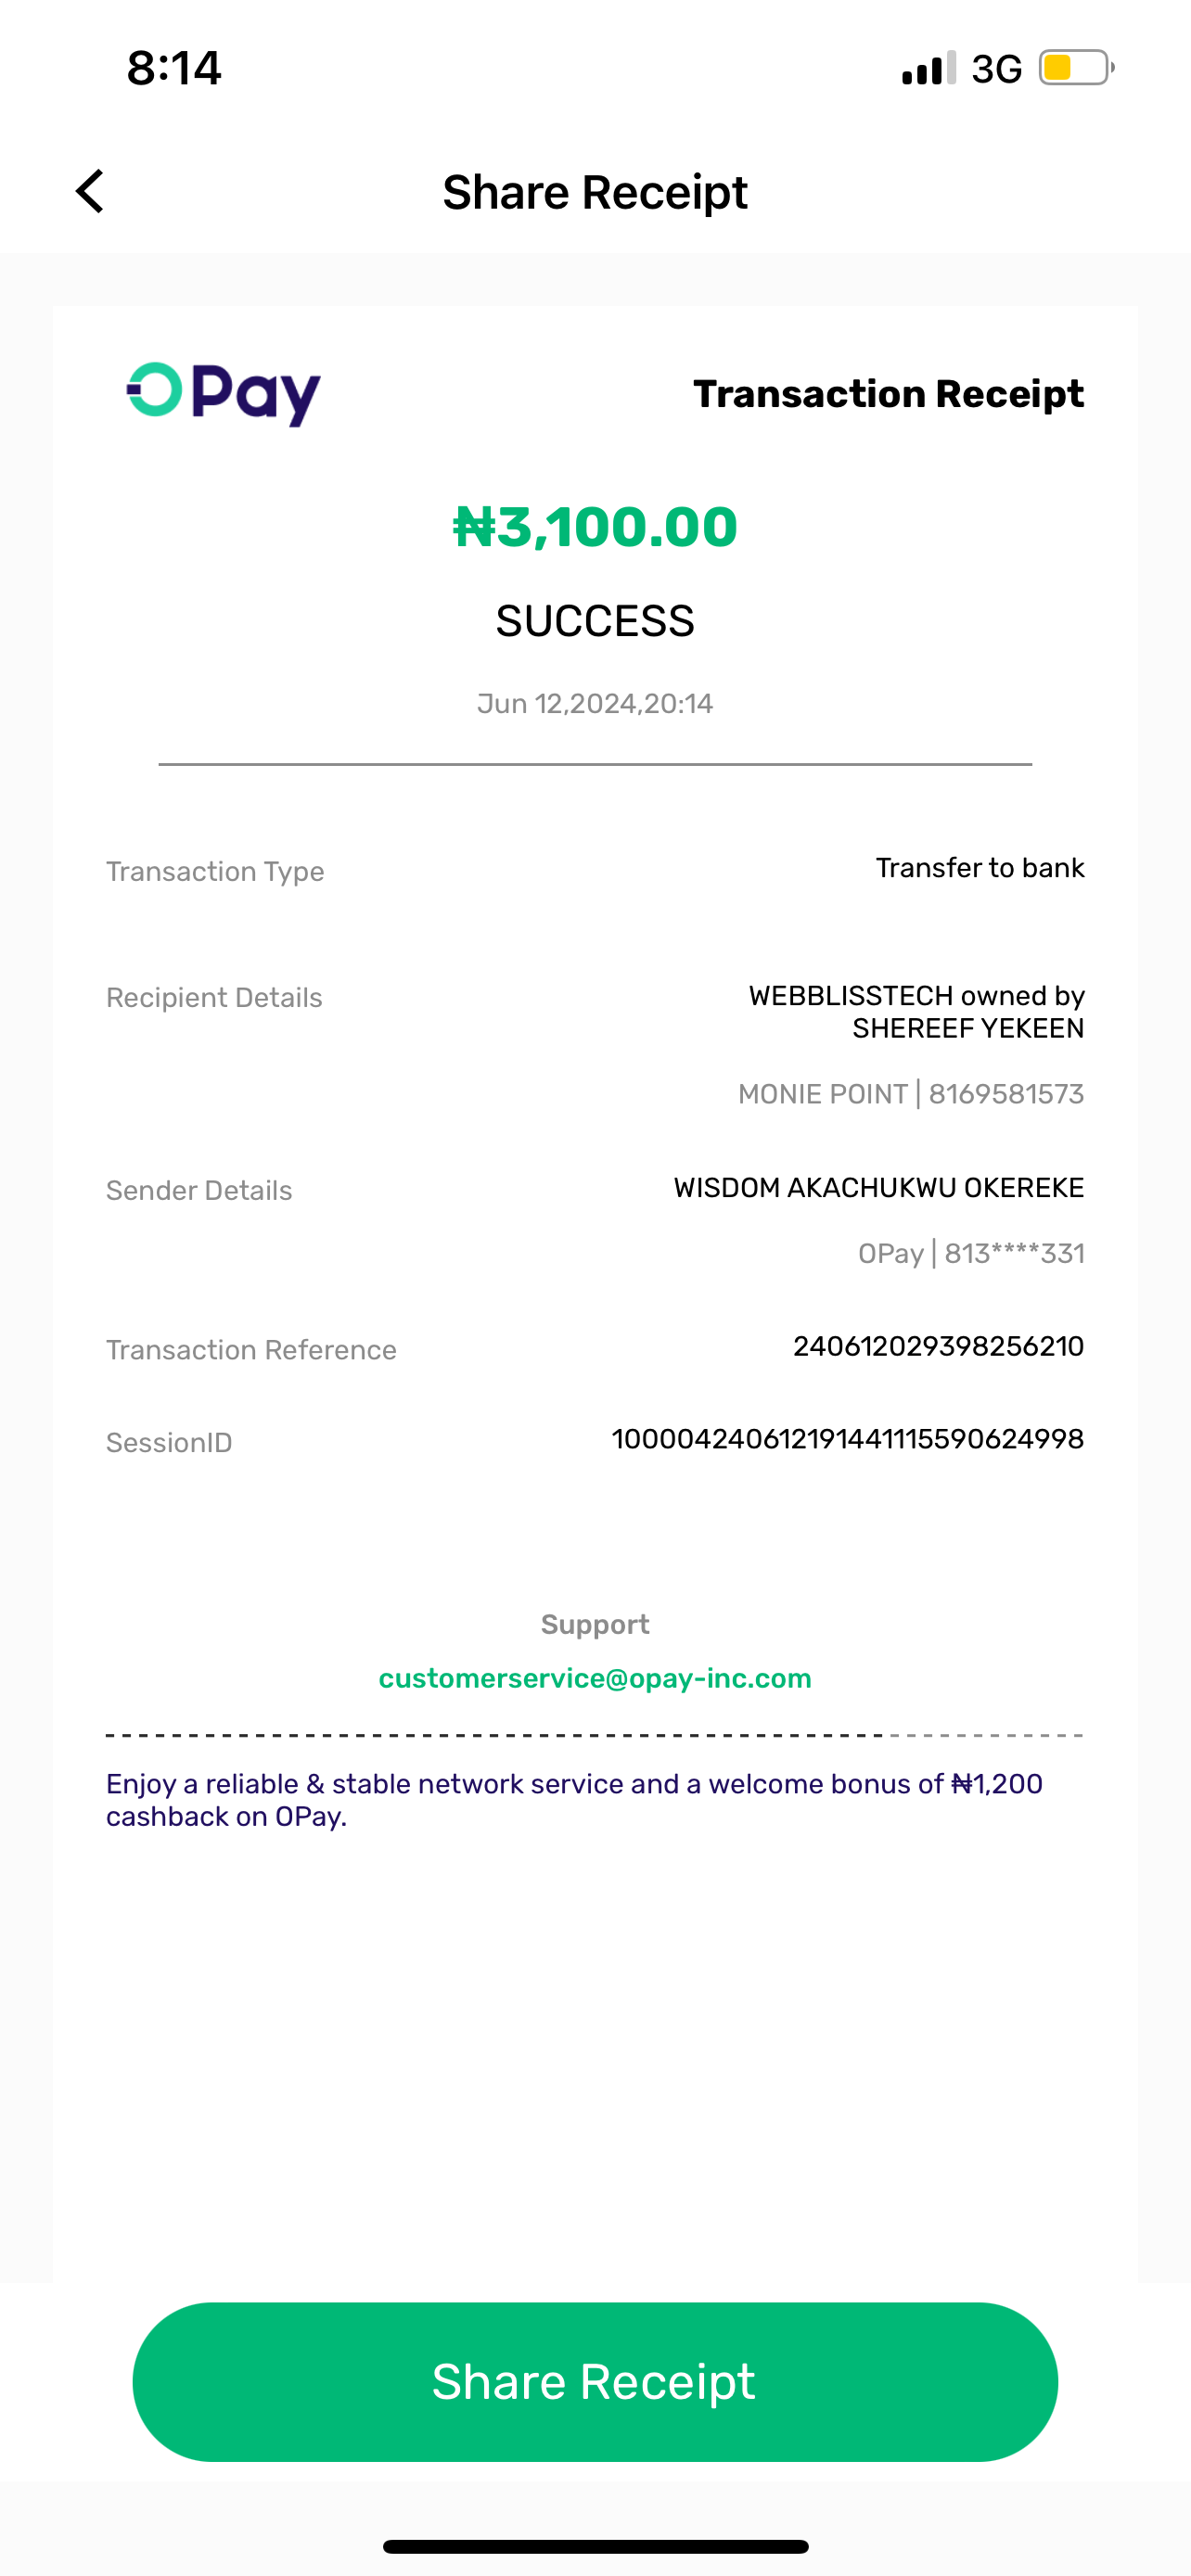 8:14 3G
Share Receipt
OPay Transaction Receipt
₦3,100.00
SUCCESS
Jun 12,2024,20:14
Transaction Type Transfer to bank
Recipient Details WEBBLISSTECH owned by
SHEREEF YEKEEN
MONIE POINT | 8169581573
Sender Details WISDOM AKACHUKWU OKEREKE
OPay | 813****331
Transaction Reference 240612029398256210
SessionID 100004240612191441115590624998
Support
customerservice@opay-inc.com
Enjoy a reliable & stable network service and a welcome bonus of ₦1,200
cashback on OPay.
Share Receipt